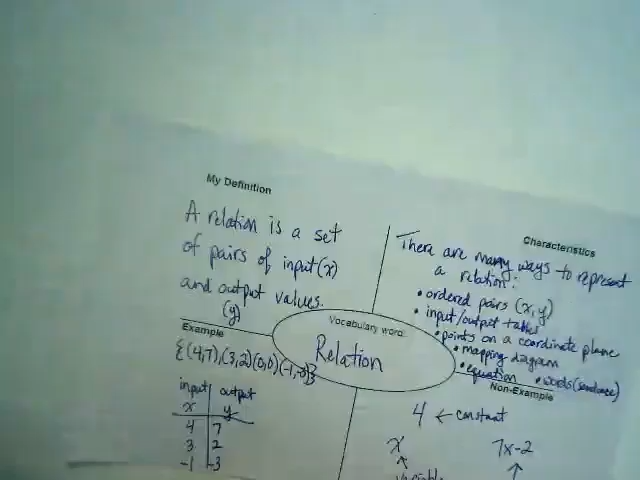 My Definition
A relation is a set
of pairs of input(x)
and output values.
(y)
Characteristics
There are many ways to represent
a relation:
• ordered pairs (x,y)
• input/output tables
• points on a coordinate plane
• mapping diagram
• equation • words(sentence)
Vocabulary word:
Relation
Example
{(4,7),(3,2)(0,0)(-1,-3)}
input output
x y
4 7
3 2
-1 -3
Non-Example
4 ← constant
x 7x-2
variable